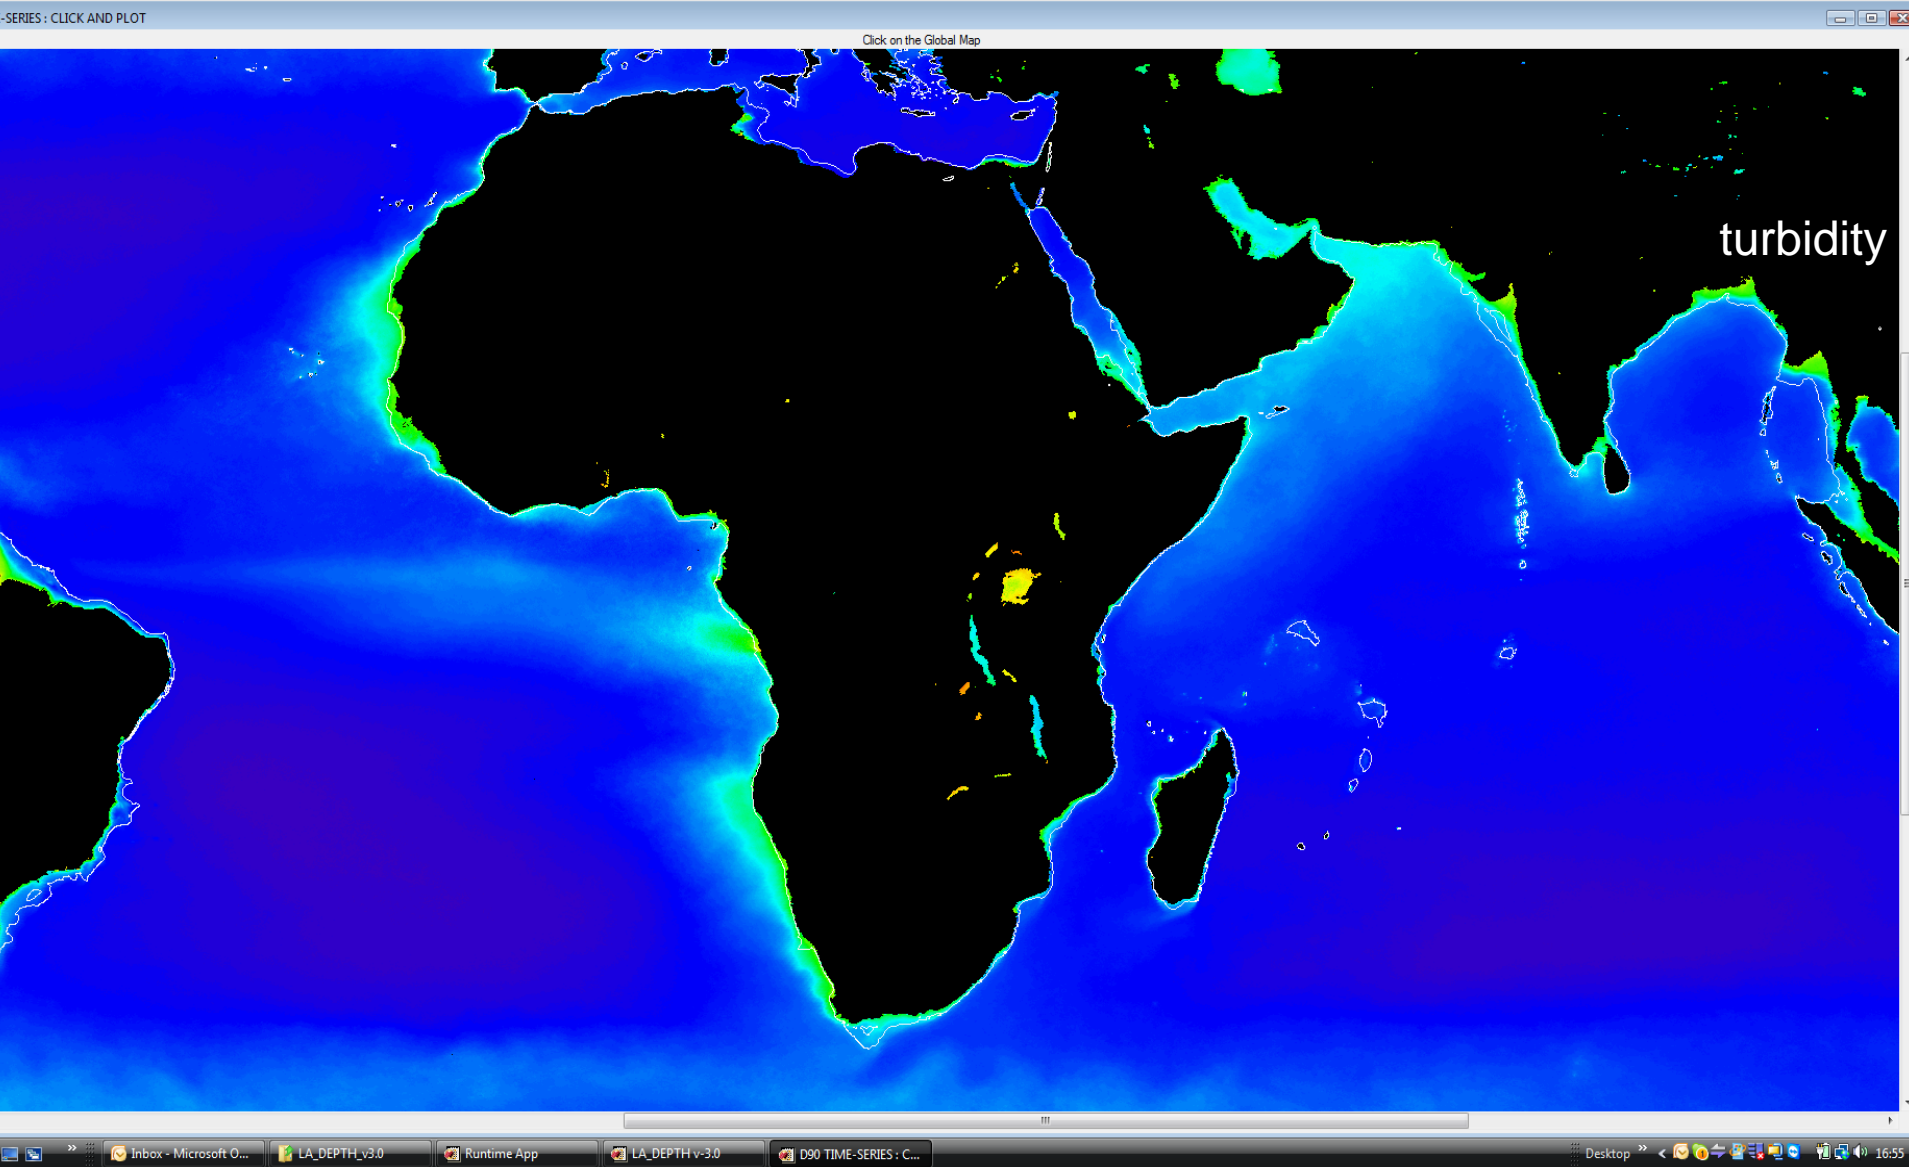 -SERIES : CLICK AND PLOT
Click on the Global Map
turbidity
Inbox - Microsoft O...
LA_DEPTH_v3.0
Runtime App
LA_DEPTH v-3.0
D90 TIME-SERIES : C...
Desktop
16:55